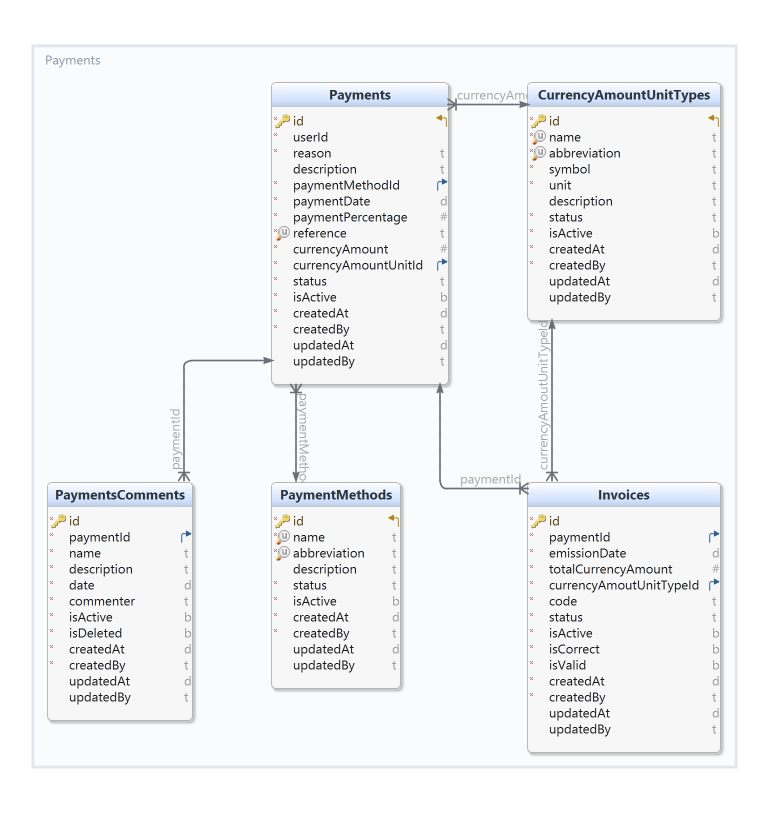 Payments
Payments
id
userId
reason t
description t
paymentMethodId
paymentDate d
paymentPercentage #
reference t
currencyAmount #
currencyAmountUnitId
status t
isActive b
createdAt d
createdBy t
updatedAt d
updatedBy t
currencyAm
CurrencyAmountUnitTypes
id
name t
abbreviation t
symbol t
unit t
description t
status t
isActive b
createdAt d
createdBy t
updatedAt d
updatedBy t
paymentId
paymentMetho
paymentId
currencyAmoutUnitTypeId
PaymentsComments
id
paymentId
name t
description t
date d
commenter t
isActive b
isDeleted b
createdAt d
createdBy t
updatedAt d
updatedBy t
PaymentMethods
id
name t
abbreviation t
description t
status t
isActive b
createdAt d
createdBy t
updatedAt d
updatedBy t
Invoices
id
paymentId
emissionDate d
totalCurrencyAmount #
currencyAmoutUnitTypeId
code t
status t
isActive b
isCorrect b
isValid b
createdAt d
createdBy t
updatedAt d
updatedBy t